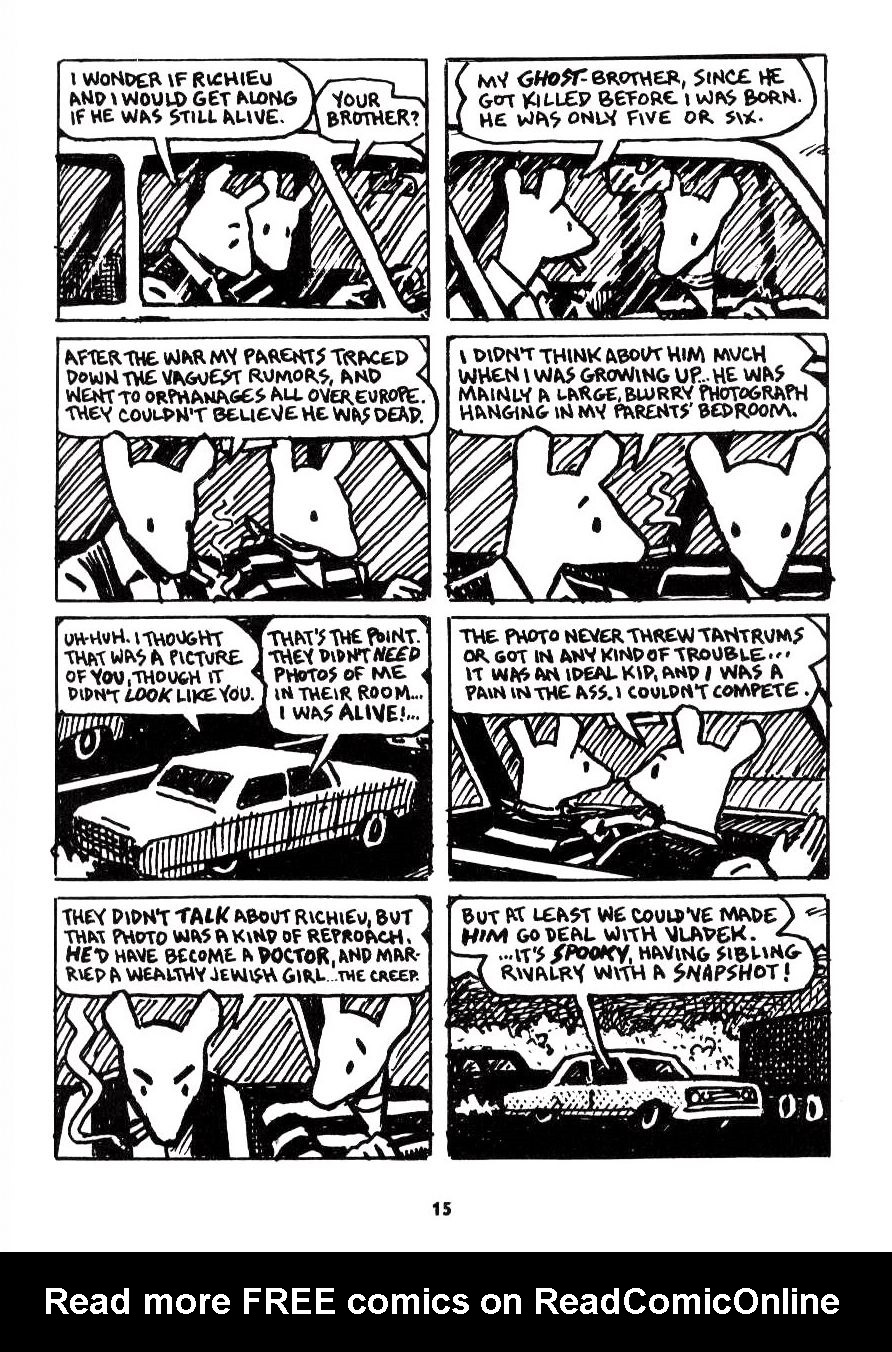 I WONDER IF RICHIEU
AND I WOULD GET ALONG
IF HE WAS STILL ALIVE.
YOUR
BROTHER?
MY GHOST-BROTHER, SINCE HE
GOT KILLED BEFORE I WAS BORN.
HE WAS ONLY FIVE OR SIX.
AFTER THE WAR MY PARENTS TRACED
DOWN THE VAGUEST RUMORS, AND
WENT TO ORPHANAGES ALL OVER EUROPE.
THEY COULDN'T BELIEVE HE WAS DEAD.
I DIDN'T THINK ABOUT HIM MUCH
WHEN I WAS GROWING UP... HE WAS
MAINLY A LARGE, BLURRY PHOTOGRAPH
HANGING IN MY PARENTS' BEDROOM.
UH-HUH. I THOUGHT
THAT WAS A PICTURE
OF YOU, THOUGH IT
DIDN'T LOOK LIKE YOU.
THAT'S THE POINT.
THEY DIDN'T NEED
PHOTOS OF ME
IN THEIR ROOM...
I WAS ALIVE!...
THE PHOTO NEVER THREW TANTRUMS
OR GOT IN ANY KIND OF TROUBLE...
IT WAS AN IDEAL KID, AND I WAS A
PAIN IN THE ASS. I COULDN'T COMPETE.
THEY DIDN'T TALK ABOUT RICHIEU, BUT
THAT PHOTO WAS A KIND OF REPROACH.
HE'D HAVE BECOME A DOCTOR, AND MAR-
RIED A WEALTHY JEWISH GIRL... THE CREEP.
BUT AT LEAST WE COULD'VE MADE
HIM GO DEAL WITH VLADEK.
...IT'S SPOOKY, HAVING SIBLING
RIVALRY WITH A SNAPSHOT!
15
Read more FREE comics on ReadComicOnline